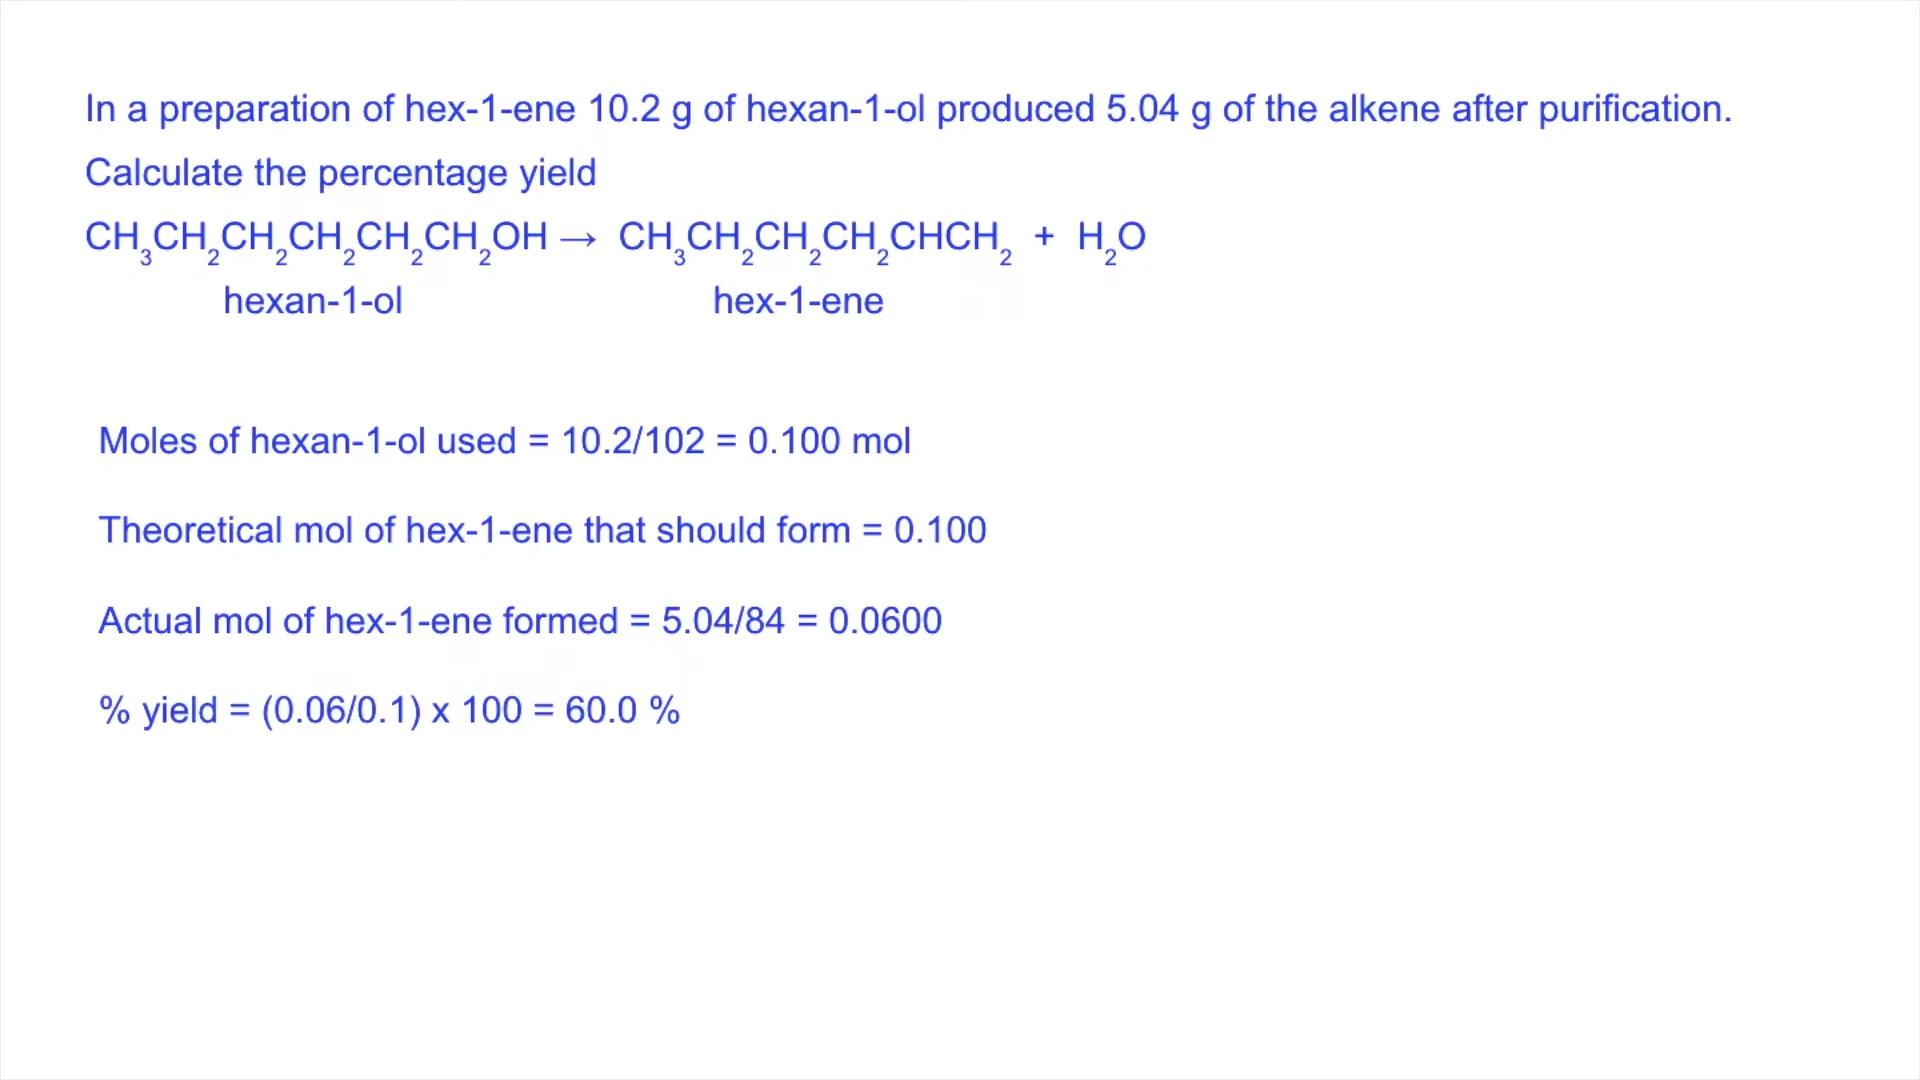 In a preparation of hex-1-ene 10.2 g of hexan-1-ol produced 5.04 g of the alkene after purification.
Calculate the percentage yield
CH₃CH₂CH₂CH₂CH₂CH₂OH → CH₃CH₂CH₂CH₂CHCH₂ + H₂O
hexan-1-ol hex-1-ene
Moles of hexan-1-ol used = 10.2/102 = 0.100 mol
Theoretical mol of hex-1-ene that should form = 0.100
Actual mol of hex-1-ene formed = 5.04/84 = 0.0600
% yield = (0.06/0.1) x 100 = 60.0 %